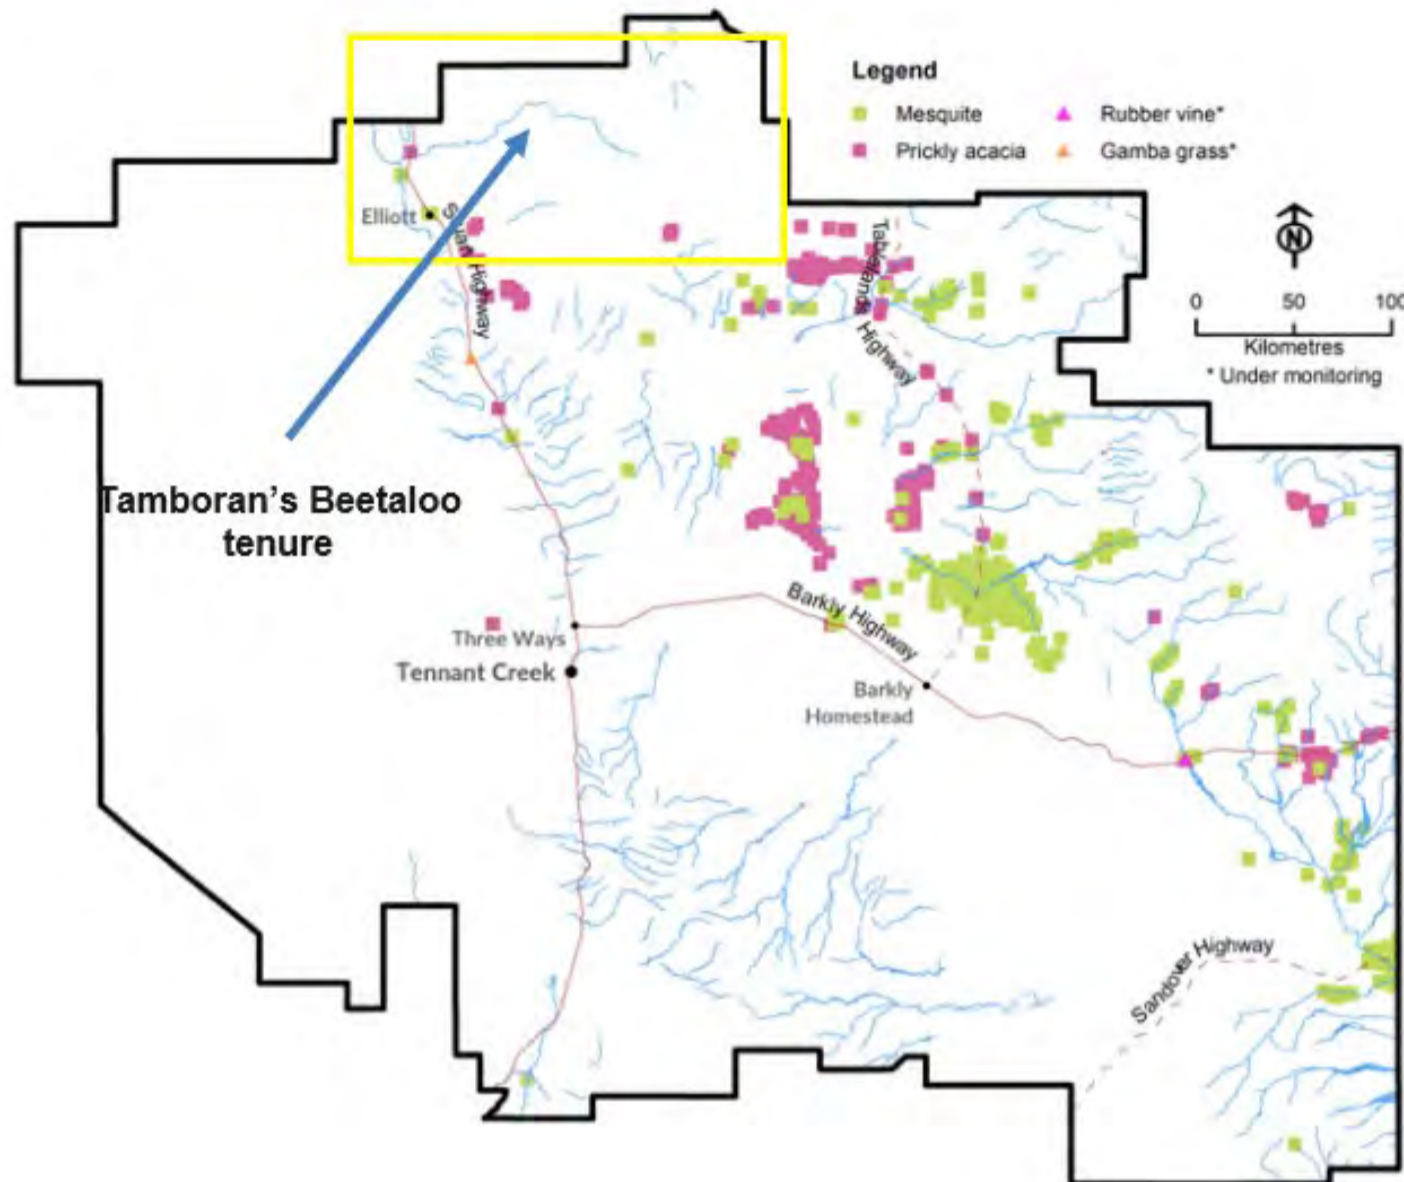 Legend
Mesquite
Rubber vine*
Prickly acacia
Gamba grass*
Elliott
Stuart Highway
Tablelands Highway
N
0 50 100
Kilometres
* Under monitoring
Tamboran's Beetaloo
tenure
Barkly Highway
Three Ways
Tennant Creek
Barkly
Homestead
Sandover Highway